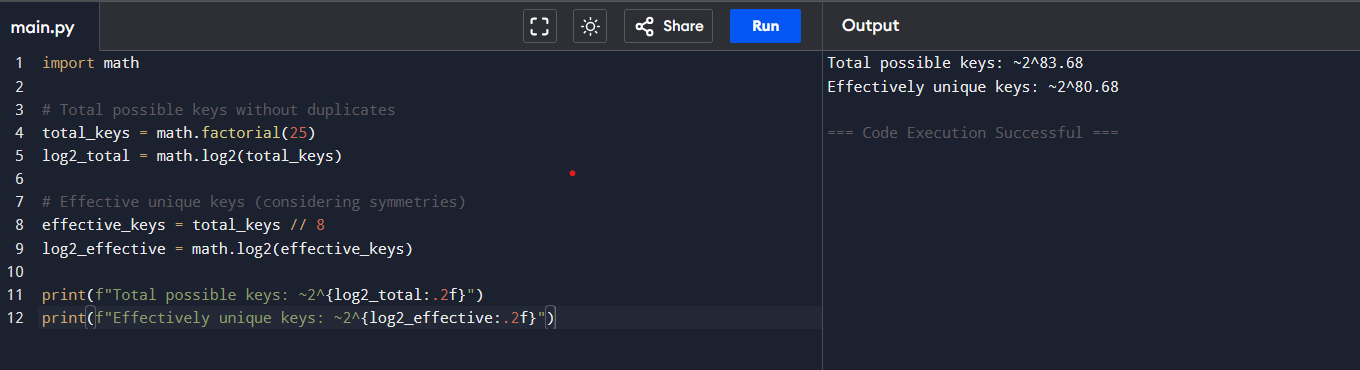 main.py
Share
Run
Output
1 import math
2
3 # Total possible keys without duplicates
4 total_keys = math.factorial(25)
5 log2_total = math.log2(total_keys)
6
7 # Effective unique keys (considering symmetries)
8 effective_keys = total_keys // 8
9 log2_effective = math.log2(effective_keys)
10
11 print(f"Total possible keys: ~2^{log2_total:.2f}")
12 print(f"Effectively unique keys: ~2^{log2_effective:.2f}")
Total possible keys: ~2^83.68
Effectively unique keys: ~2^80.68
=== Code Execution Successful ===